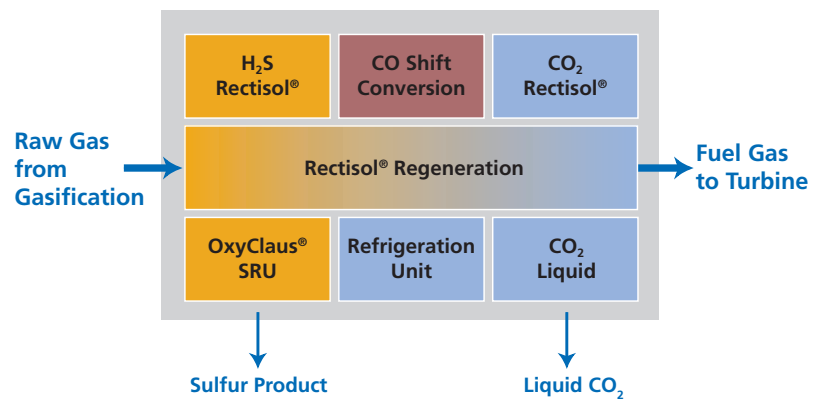 H₂S
Rectisol®
CO Shift
Conversion
CO₂
Rectisol®
Raw Gas
from
Gasification
Rectisol® Regeneration
Fuel Gas
to Turbine
OxyClaus®
SRU
Refrigeration
Unit
CO₂
Liquid
Sulfur Product
Liquid CO₂